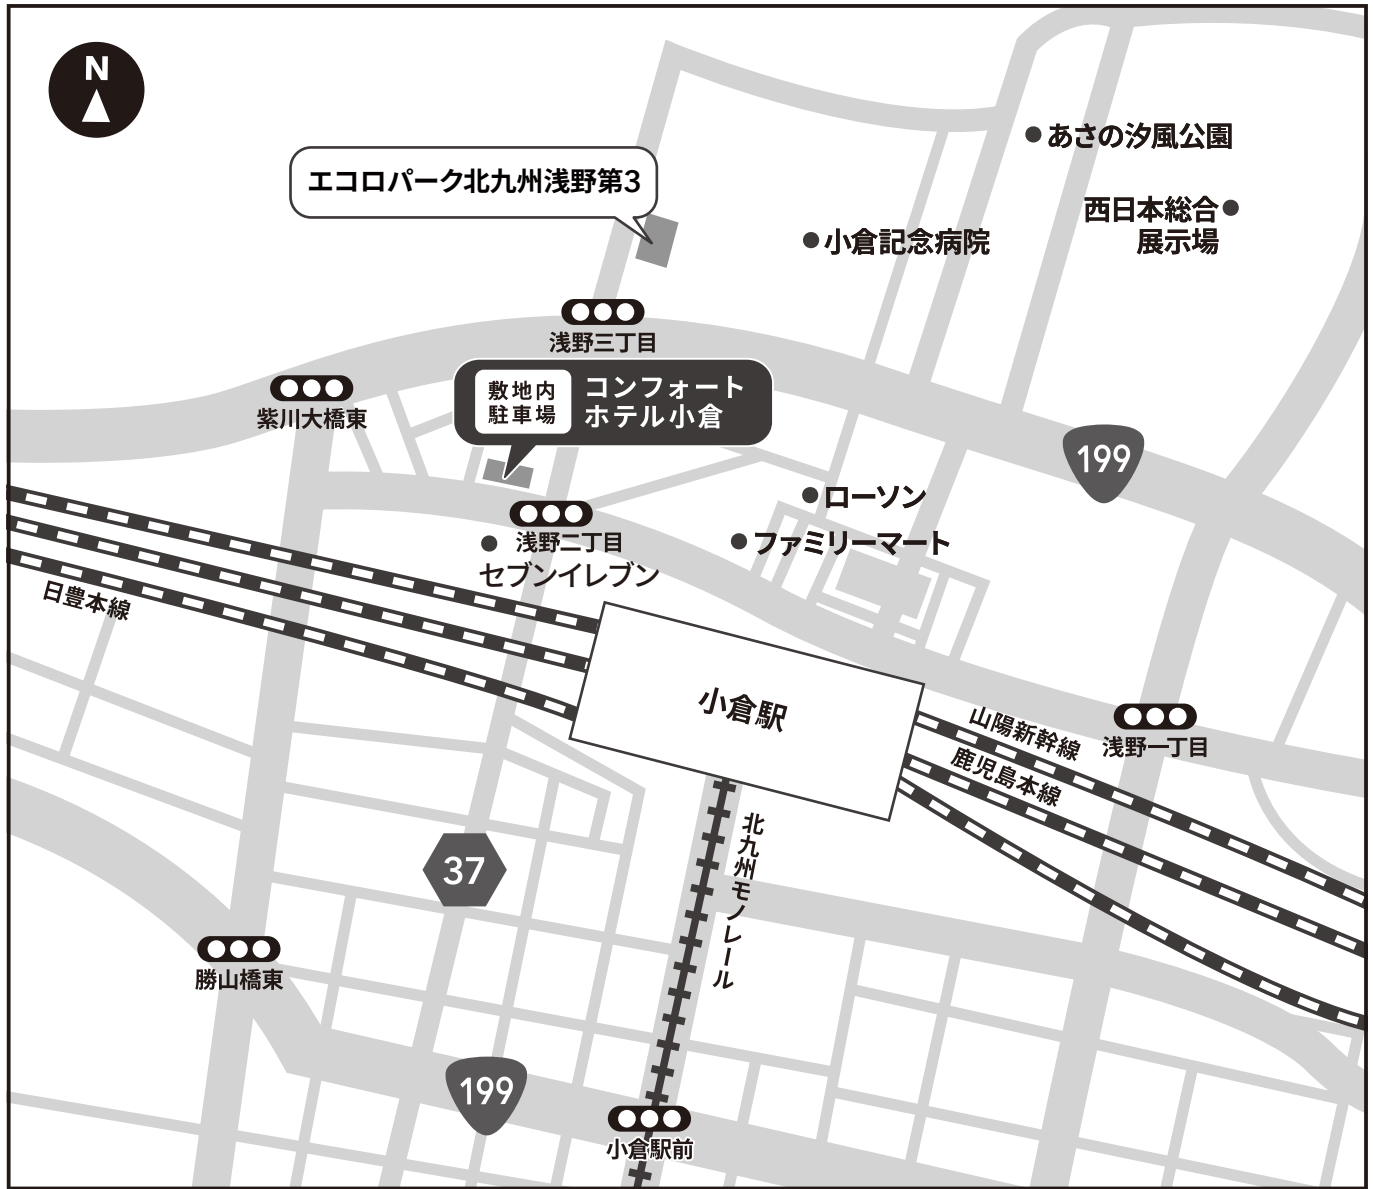 N
あさの汐風公園
エコロパーク北九州浅野第3
西日本総合
展示場
小倉記念病院
浅野三丁目
紫川大橋東
敷地内
駐車場
コンフォート
ホテル小倉
199
ローソン
浅野二丁目
ファミリーマート
セブンイレブン
日豊本線
小倉駅
山陽新幹線
浅野一丁目
鹿児島本線
北九州モノレール
37
勝山橋東
199
小倉駅前